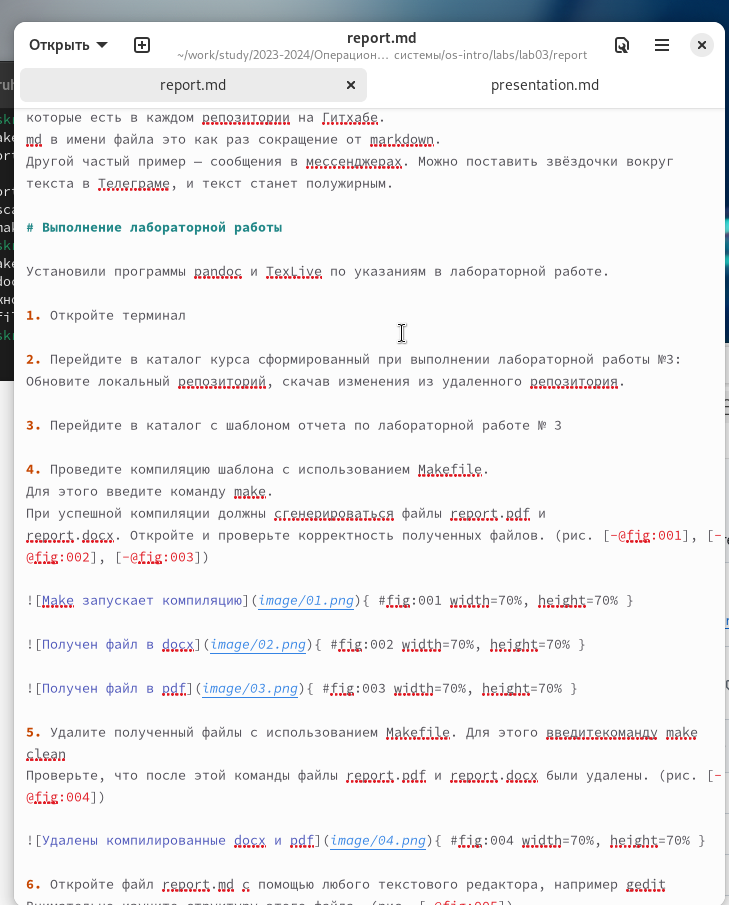 Открыть
report.md
~/work/study/2023-2024/Операцион… системы/os-intro/labs/lab03/report
report.md
presentation.md
которые есть в каждом репозитории на Гитхабе.
md в имени файла это как раз сокращение от markdown.
Другой частый пример — сообщения в мессенджерах. Можно поставить звёздочки вокруг
текста в Телеграме, и текст станет полужирным.
# Выполнение лабораторной работы
Установили программы pandoc и TexLive по указаниям в лабораторной работе.
1. Откройте терминал
2. Перейдите в каталог курса сформированный при выполнении лабораторной работы №3:
Обновите локальный репозиторий, скачав изменения из удаленного репозитория.
3. Перейдите в каталог с шаблоном отчета по лабораторной работе № 3
4. Проведите компиляцию шаблона с использованием Makefile.
Для этого введите команду make.
При успешной компиляции должны сгенерироваться файлы report.pdf и
report.docx. Откройте и проверьте корректность полученных файлов. (рис. [-@fig:001], [-
@fig:002], [-@fig:003])
![Make запускает компиляцию](image/01.png){ #fig:001 width=70%, height=70% }
![Получен файл в docx](image/02.png){ #fig:002 width=70%, height=70% }
![Получен файл в pdf](image/03.png){ #fig:003 width=70%, height=70% }
5. Удалите полученный файлы с использованием Makefile. Для этого введитекоманду make
clean
Проверьте, что после этой команды файлы report.pdf и report.docx были удалены. (рис. [-
@fig:004])
![Удалены компилированные docx и pdf](image/04.png){ #fig:004 width=70%, height=70% }
6. Откройте файл report.md с помощью любого текстового редактора, например gedit
Внимательно изучите структуру этого файла. (рис. [-@fig:005])